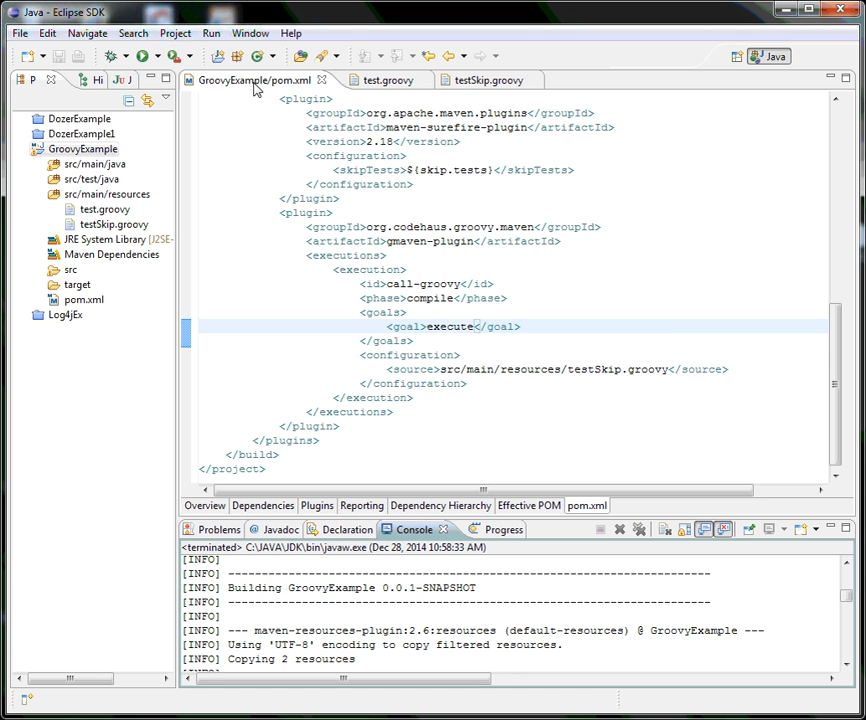 Java - Eclipse SDK
File Edit Navigate Search Project Run Window Help
Java
P Hi Ju J
GroovyExample/pom.xml test.groovy testSkip.groovy
DozerExample
DozerExample1
GroovyExample
src/main/java
src/test/java
src/main/resources
test.groovy
testSkip.groovy
JRE System Library [J2SE-
Maven Dependencies
src
target
pom.xml
Log4jEx
<plugin>
<groupId>org.apache.maven.plugins</groupId>
<artifactId>maven-surefire-plugin</artifactId>
<version>2.18</version>
<configuration>
<skipTests>${skip.tests}</skipTests>
</configuration>
</plugin>
<plugin>
<groupId>org.codehaus.groovy.maven</groupId>
<artifactId>gmaven-plugin</artifactId>
<executions>
<execution>
<id>call-groovy</id>
<phase>compile</phase>
<goals>
<goal>execute</goal>
</goals>
<configuration>
<source>src/main/resources/testSkip.groovy</source>
</configuration>
</execution>
</executions>
</plugin>
</plugins>
</build>
</project>
Overview Dependencies Plugins Reporting Dependency Hierarchy Effective POM pom.xml
Problems @ Javadoc Declaration Console Progress
<terminated> C:\JAVA\JDK\bin\javaw.exe (Dec 28, 2014 10:58:33 AM)
[INFO]
[INFO] ------------------------------------------------------------------------
[INFO] Building GroovyExample 0.0.1-SNAPSHOT
[INFO] ------------------------------------------------------------------------
[INFO]
[INFO] --- maven-resources-plugin:2.6:resources (default-resources) @ GroovyExample ---
[INFO] Using 'UTF-8' encoding to copy filtered resources.
[INFO] Copying 2 resources